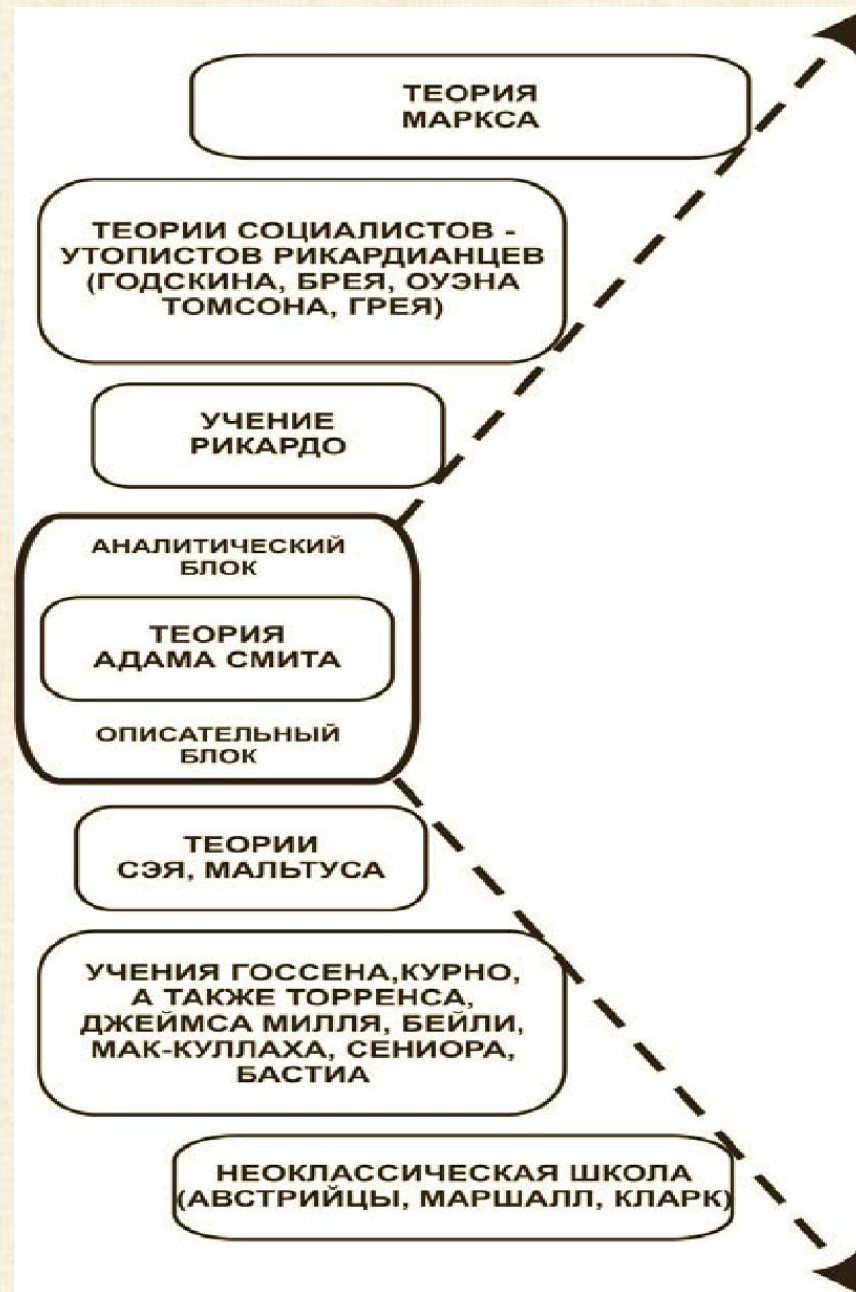 ТЕОРИЯ
МАРКСА
ТЕОРИИ СОЦИАЛИСТОВ -
УТОПИСТОВ РИКАРДИАНЦЕВ
(ГОДСКИНА, БРЕЯ, ОУЭНА
ТОМСОНА, ГРЕЯ)
УЧЕНИЕ
РИКАРДО
АНАЛИТИЧЕСКИЙ
БЛОК
ТЕОРИЯ
АДАМА СМИТА
ОПИСАТЕЛЬНЫЙ
БЛОК
ТЕОРИИ
СЭЯ, МАЛЬТУСА
УЧЕНИЯ ГОССЕНА,КУРНО,
А ТАКЖЕ ТОРРЕНСА,
ДЖЕЙМСА МИЛЛЯ, БЕЙЛИ,
МАК-КУЛЛАХА, СЕНИОРА,
БАСТИА
НЕОКЛАССИЧЕСКАЯ ШКОЛА
(АВСТРИЙЦЫ, МАРШАЛЛ, КЛАРК)